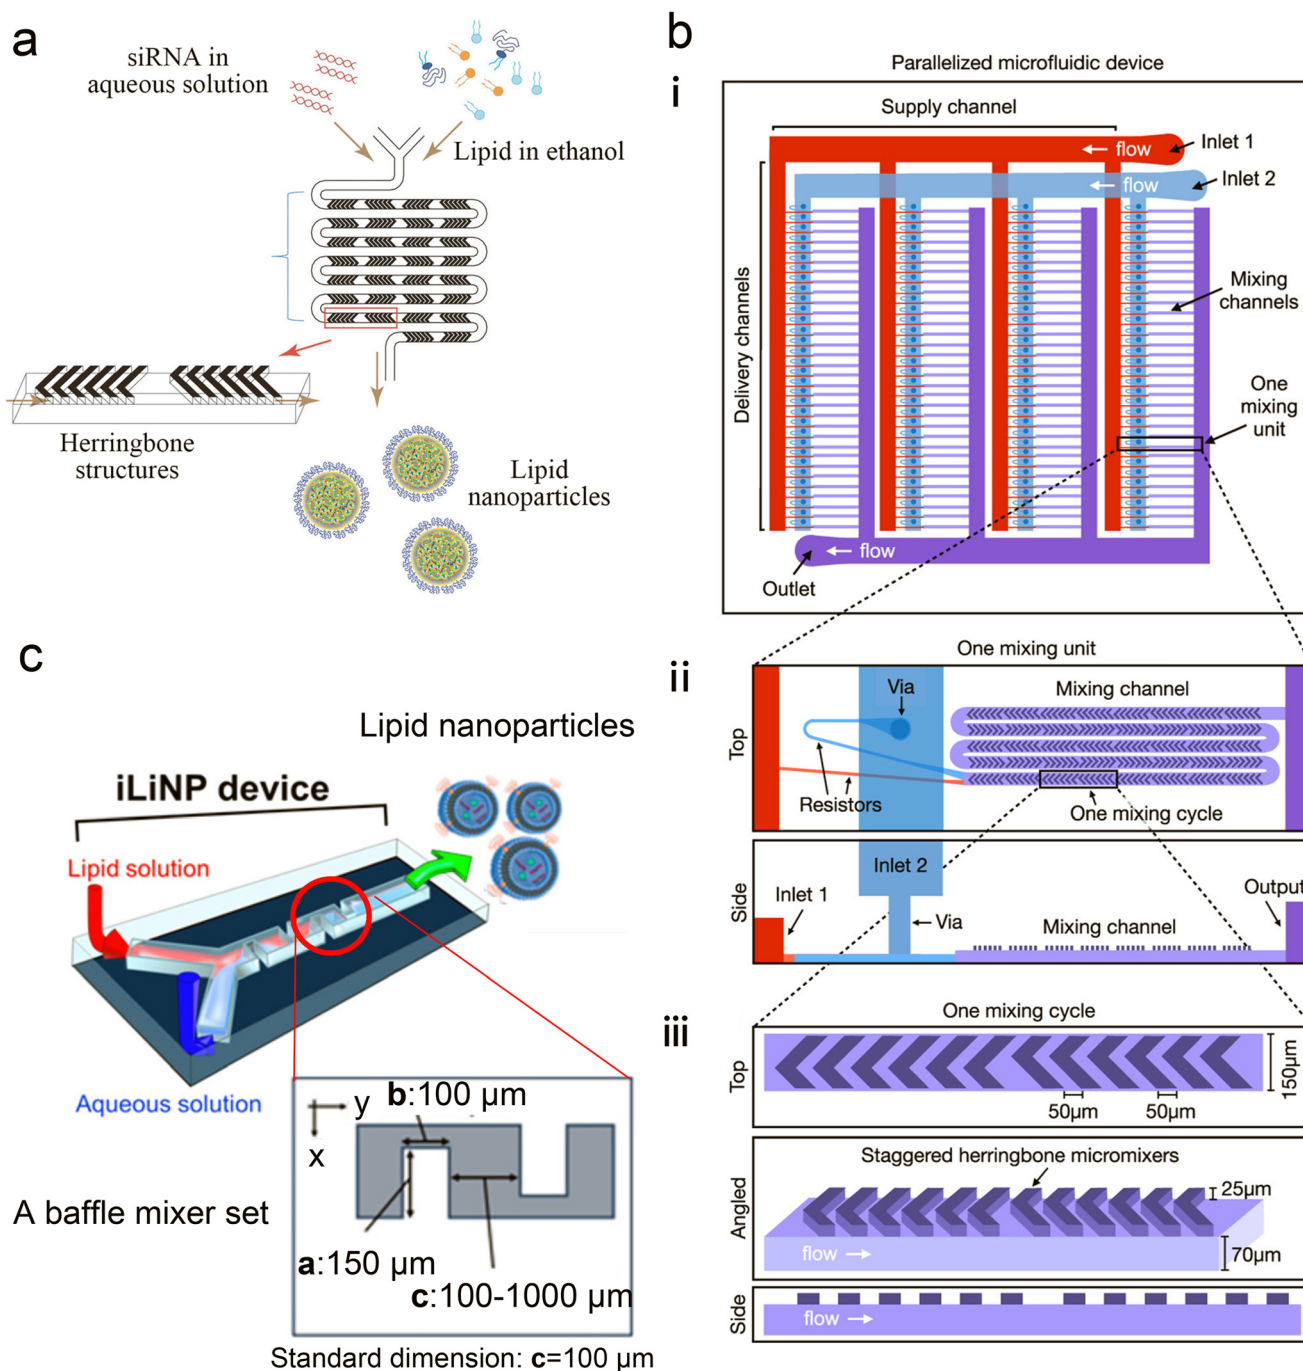 a
siRNA in
aqueous solution
Lipid in ethanol
Herringbone
structures
Lipid
nanoparticles
b
i
Parallelized microfluidic device
Supply channel
flow
Inlet 1
flow
Inlet 2
Delivery channels
Mixing
channels
One
mixing
unit
flow
Outlet
ii
One mixing unit
Top
Via
Mixing channel
Resistors
One mixing cycle
Side
Inlet 2
Inlet 1
Via
Mixing channel
Output
iii
One mixing cycle
Top
150μm
50μm
50μm
Staggered herringbone micromixers
Angled
25μm
flow
70μm
Side
flow
c
Lipid nanoparticles
iLiNP device
Lipid solution
Aqueous solution
A baffle mixer set
y
x
b:100 μm
a:150 μm
c:100-1000 μm
Standard dimension: c=100 μm